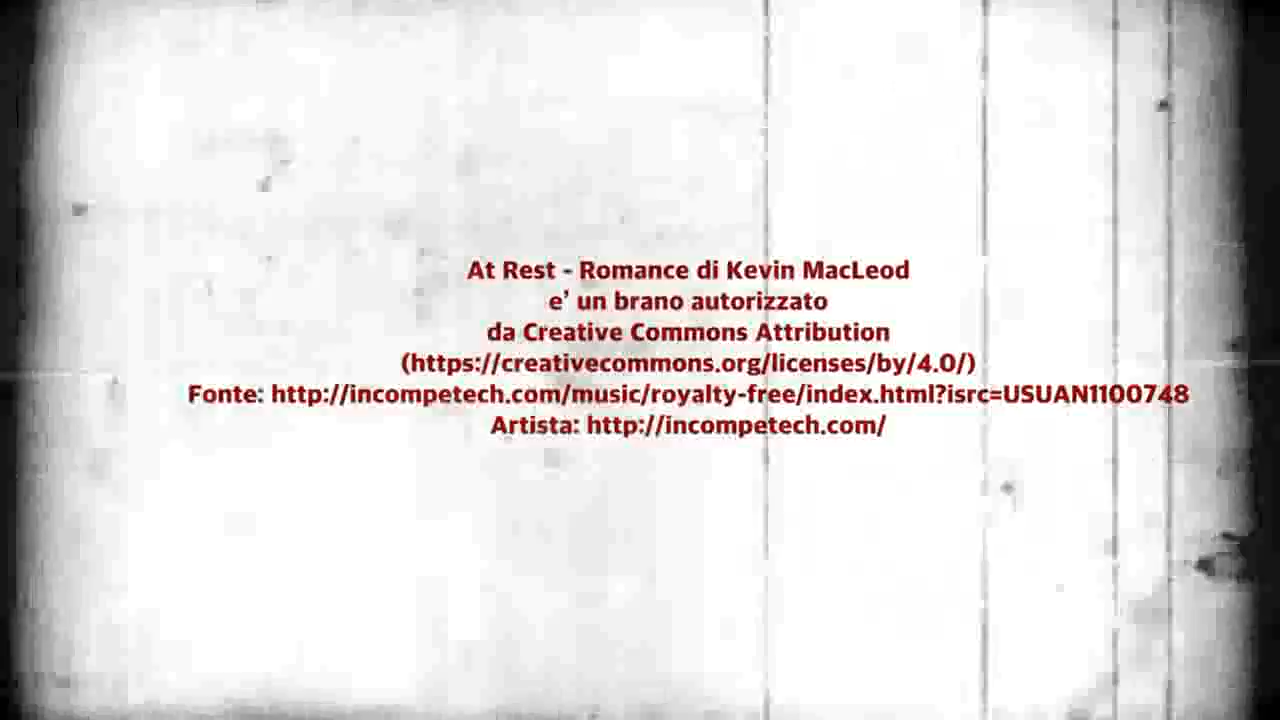 At Rest - Romance di Kevin MacLeod
e' un brano autorizzato
da Creative Commons Attribution
(https://creativecommons.org/licenses/by/4.0/)
Fonte: http://incompetech.com/music/royalty-free/index.html?isrc=USUAN1100748
Artista: http://incompetech.com/